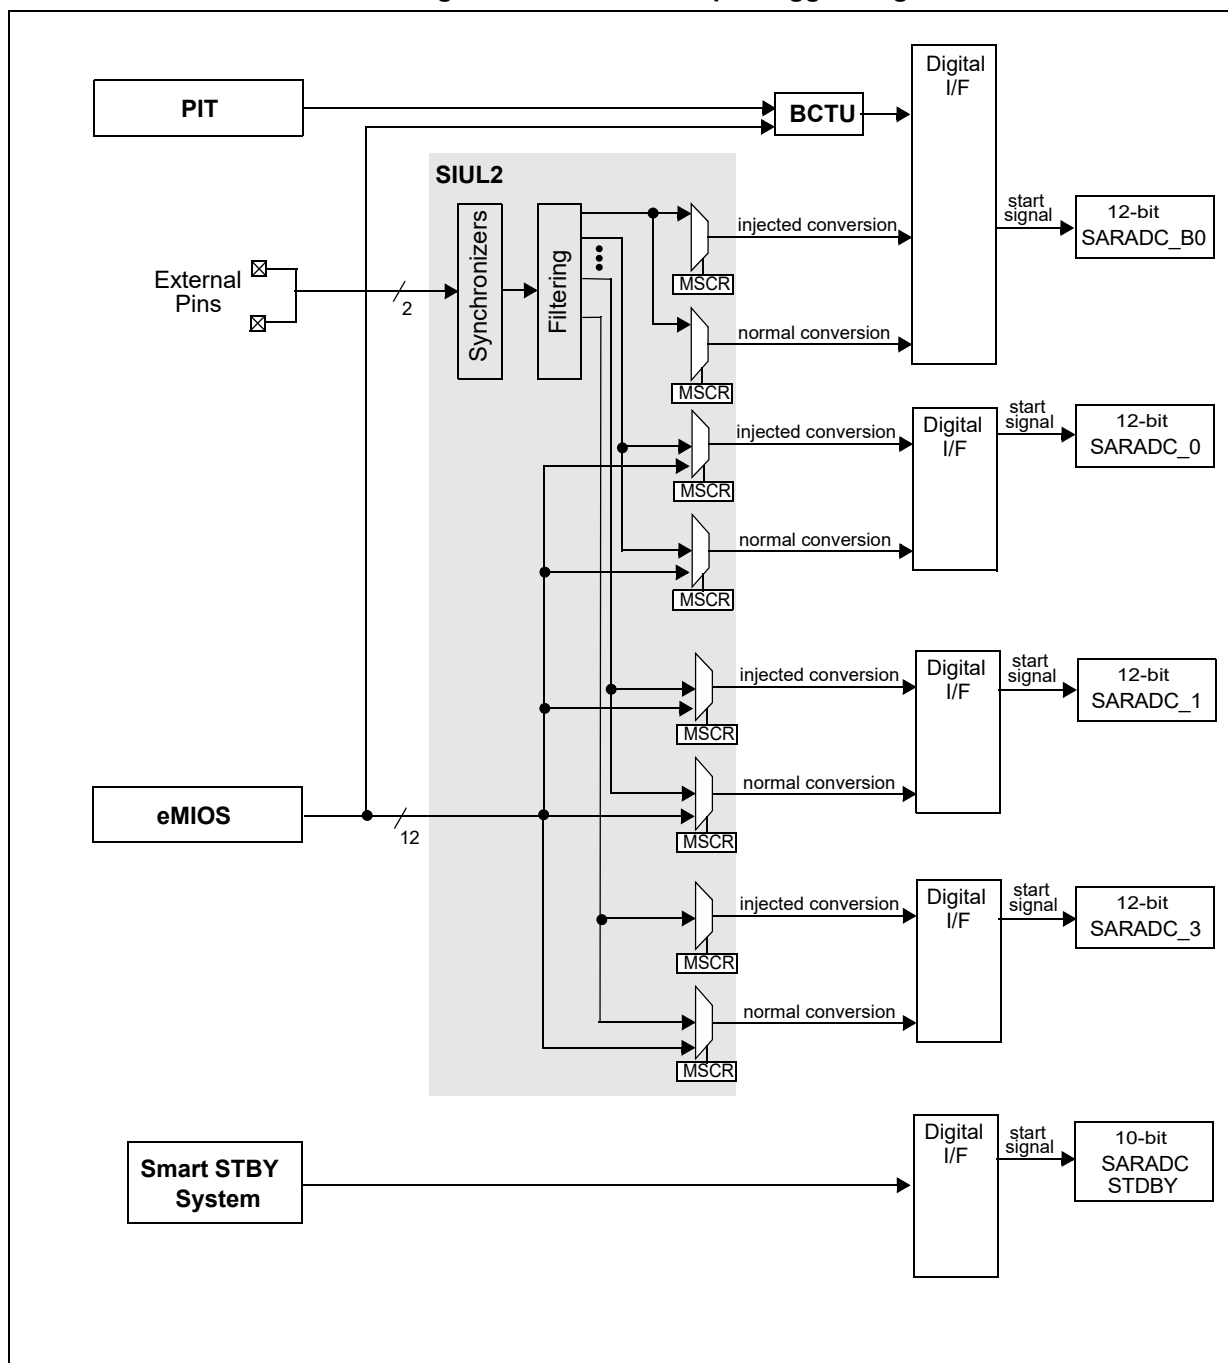 Digital
I/F
PIT
BCTU
SIUL2
start
signal
12-bit
SARADC_B0
injected conversion
Synchronizers
Filtering
External
Pins
2
MSCR
normal conversion
MSCR
start
signal
12-bit
SARADC_0
Digital
I/F
injected conversion
MSCR
normal conversion
MSCR
Digital
I/F
start
signal
12-bit
SARADC_1
injected conversion
MSCR
normal conversion
eMIOS
12
MSCR
Digital
I/F
start
signal
12-bit
SARADC_3
injected conversion
MSCR
normal conversion
MSCR
Digital
I/F
start
signal
10-bit
SARADC
STDBY
Smart STBY
System